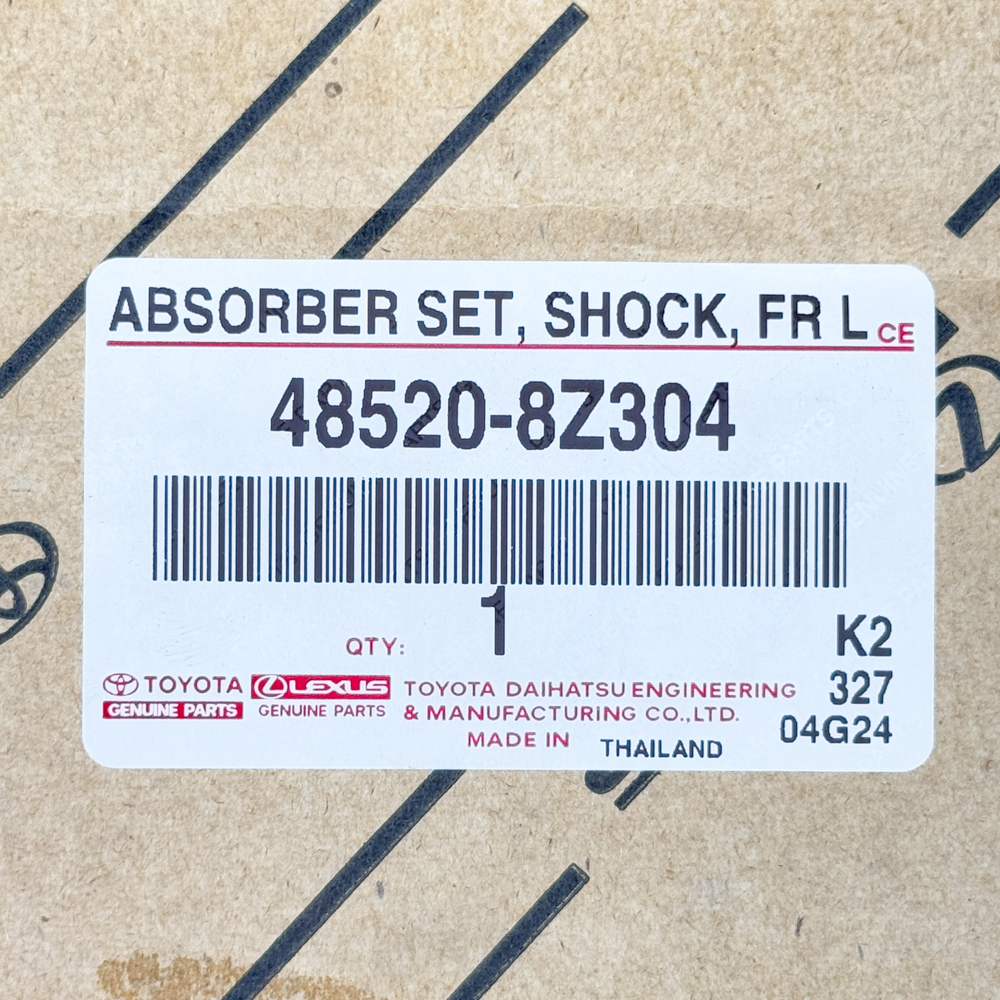 ABSORBER SET, SHOCK, FR L CE
48520-8Z304
QTY: 1
K2
327
04G24
TOYOTA
GENUINE PARTS
LEXUS
GENUINE PARTS
TOYOTA DAIHATSU ENGINEERING
& MANUFACTURING CO.,LTD.
MADE IN THAILAND